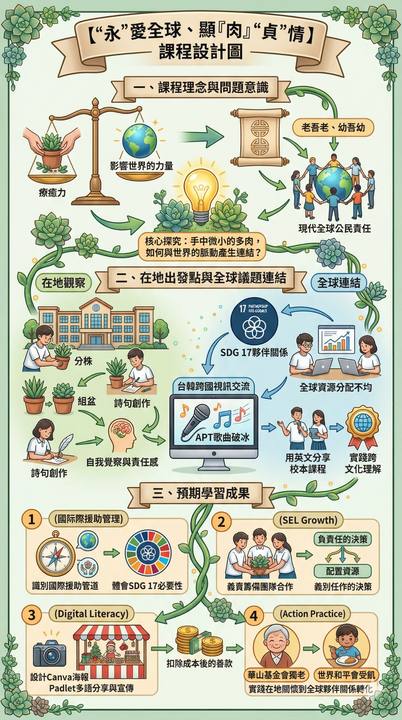 【“永”愛全球、顯『肉』“貞”情】
課程設計圖
一、課程理念與問題意識
療癒力
影響世界的力量
老吾老、幼吾幼
現代全球公民責任
核心探究：手中微小的多肉，
如何與世界的脈動產生連結？
二、在地出發點與全球議題連結
在地觀察
全球連結
分株
組盆
詩句創作
詩句創作
自我覺察與責任感
17 PARTNERSHIP
FOR GOALS
SDG 17夥伴關係
全球資源分配不均
台韓跨國視訊交流
APT歌曲破冰
用英文分享
校本課程
實踐跨
文化理解
三、預期學習成果
1
(國际際援助管理)
識別國際援助管道
體會SDG 17必要性
2
(SEL Growth)
義賣籌備團隊合作
負責任的決策
配置資源
義别任作的決策
3
(Digital Literacy)
設計Canva海報
Padlet多語分享與宣傳
扣除成本後的善款
4
(Action Practice)
華山基金會獨老
世界和平會受飢
實踐在地關懷到全球夥伴關係轉化